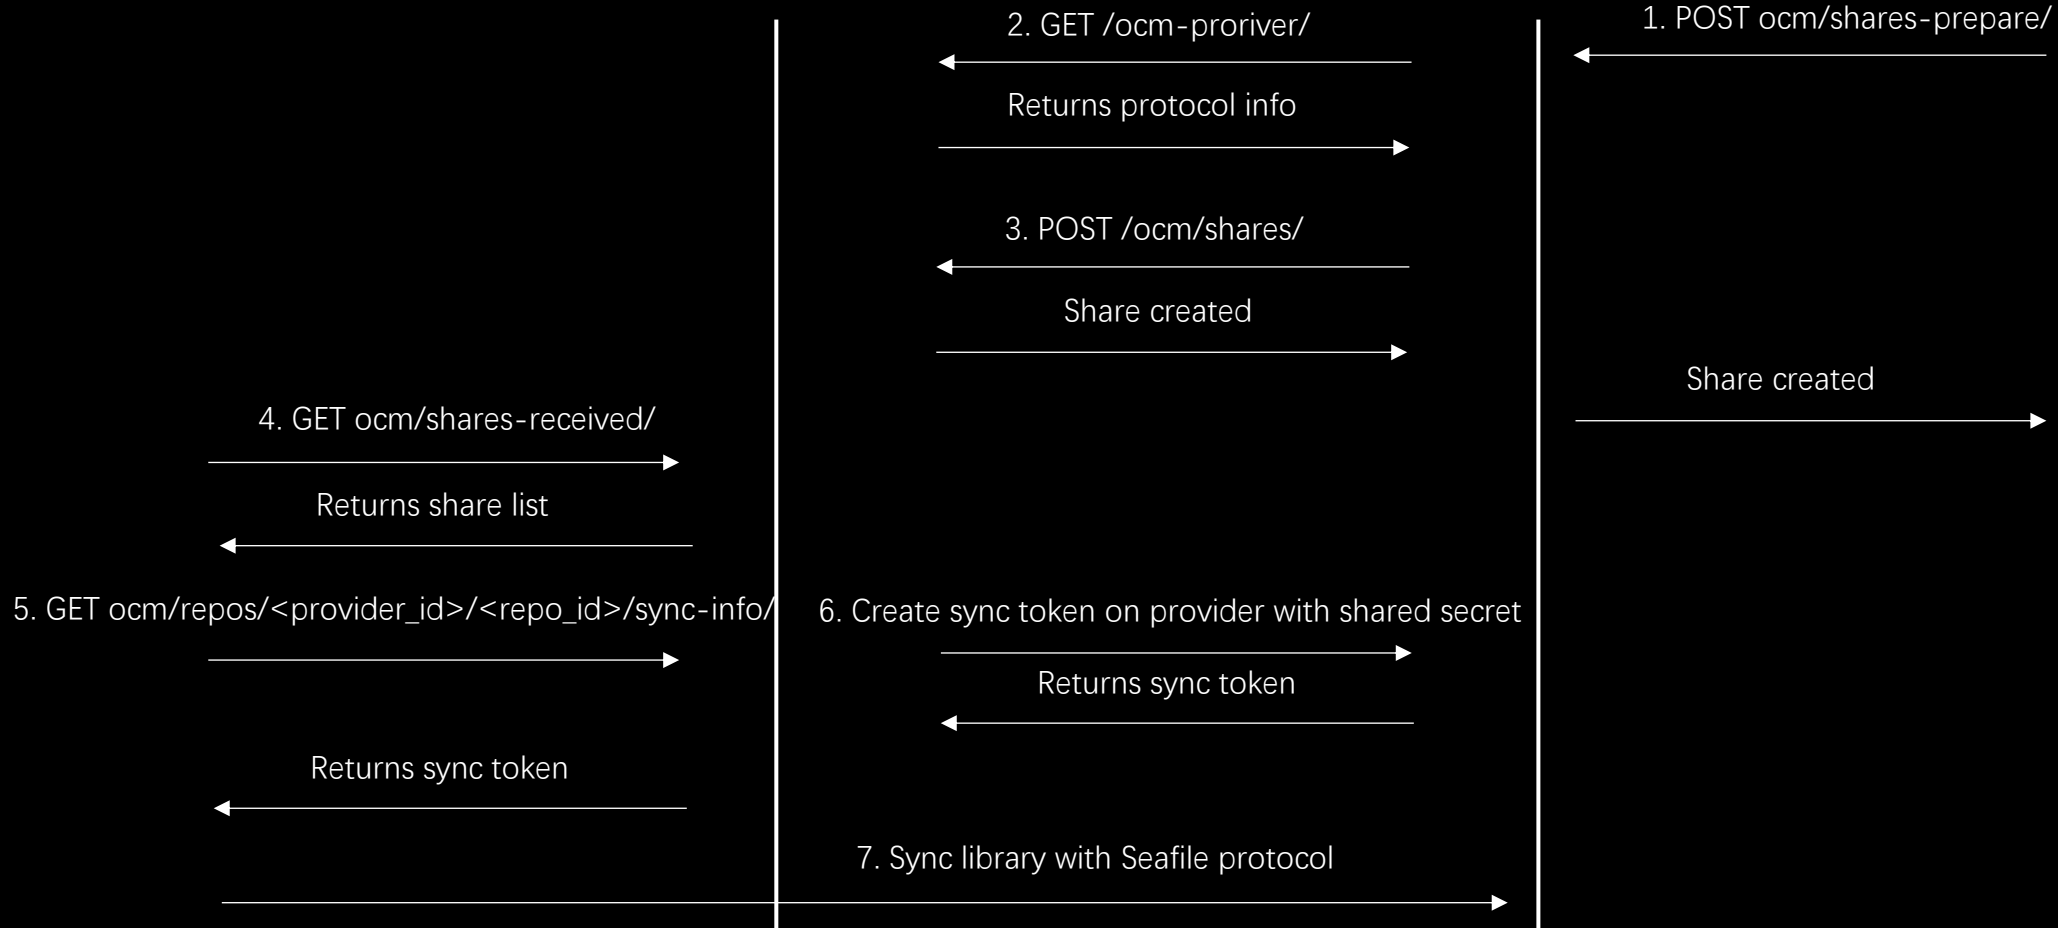 1. POST ocm/shares-prepare/
2. GET /ocm-proriver/
Returns protocol info
3. POST /ocm/shares/
Share created
Share created
4. GET ocm/shares-received/
Returns share list
5. GET ocm/repos/<provider_id>/<repo_id>/sync-info/
6. Create sync token on provider with shared secret
Returns sync token
Returns sync token
7. Sync library with Seafile protocol